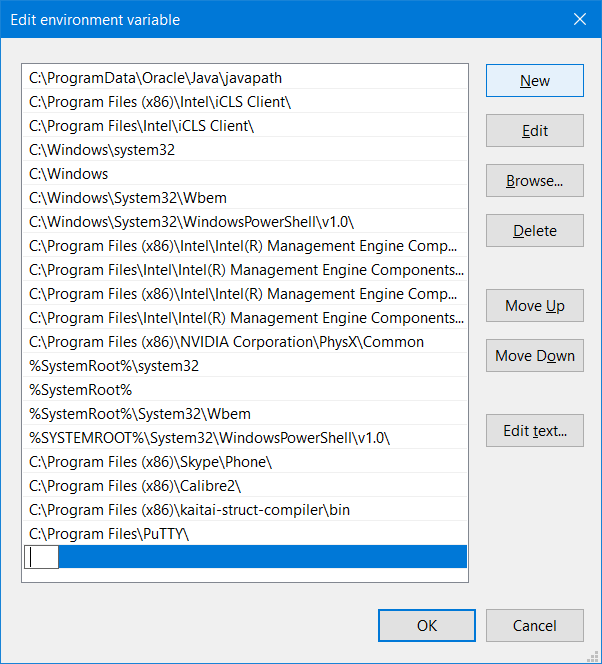 Edit environment variable
C:\ProgramData\Oracle\Java\javapath
C:\Program Files (x86)\Intel\iCLS Client\
C:\Program Files\Intel\iCLS Client\
C:\Windows\system32
C:\Windows
C:\Windows\System32\Wbem
C:\Windows\System32\WindowsPowerShell\v1.0\
C:\Program Files (x86)\Intel\Intel(R) Management Engine Comp...
C:\Program Files\Intel\Intel(R) Management Engine Components...
C:\Program Files (x86)\Intel\Intel(R) Management Engine Comp...
C:\Program Files\Intel\Intel(R) Management Engine Components...
C:\Program Files (x86)\NVIDIA Corporation\PhysX\Common
%SystemRoot%\system32
%SystemRoot%
%SystemRoot%\System32\Wbem
%SYSTEMROOT%\System32\WindowsPowerShell\v1.0\
C:\Program Files (x86)\Skype\Phone\
C:\Program Files (x86)\Calibre2\
C:\Program Files (x86)\kaitai-struct-compiler\bin
C:\Program Files\PuTTY\
New
Edit
Browse...
Delete
Move Up
Move Down
Edit text...
OK
Cancel